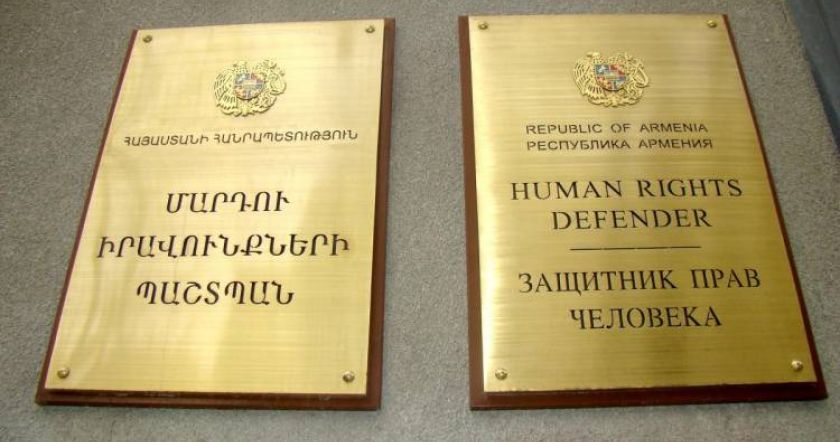 ՀԱՅԱՍՏԱՆԻ ՀԱՆՐԱՊԵՏՈՒԹՅՈՒՆ
ՄԱՐԴՈՒ
ԻՐԱՎՈՒՆՔՆԵՐԻ
ՊԱՇՏՊԱՆ
REPUBLIC OF ARMENIA
РЕСПУБЛИКА АРМЕНИЯ
HUMAN RIGHTS
DEFENDER
ЗАЩИТНИК ПРАВ
ЧЕЛОВЕКА